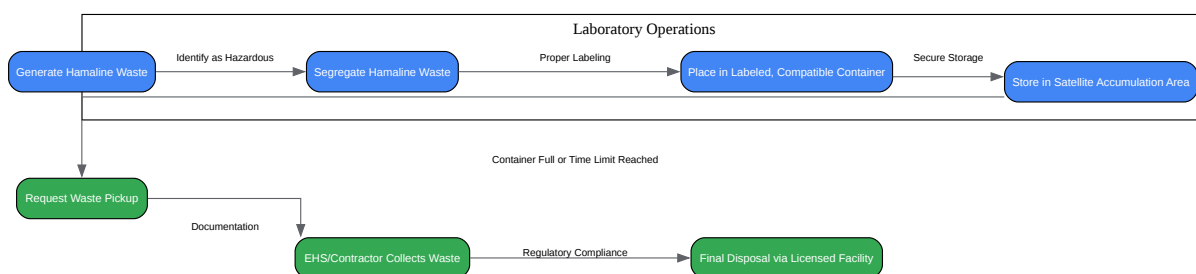 Laboratory Operations
Generate Hamaline Waste
Identify as Hazardous
Segregate Hamaline Waste
Proper Labeling
Place in Labeled, Compatible Container
Secure Storage
Store in Satellite Accumulation Area
Container Full or Time Limit Reached
Request Waste Pickup
Documentation
EHS/Contractor Collects Waste
Regulatory Compliance
Final Disposal via Licensed Facility